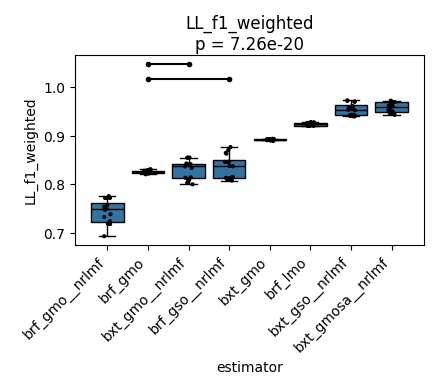 LL_f1_weighted
p = 7.26e-20
LL_f1_weighted
1.0
0.9
0.8
0.7
brf_gmo__nrlmf
brf_gmo
bxt_gmo__nrlmf
brf_gso__nrlmf
bxt_gmo
brf_lmo
bxt_gso__nrlmf
bxt_gmosa__nrlmf
estimator